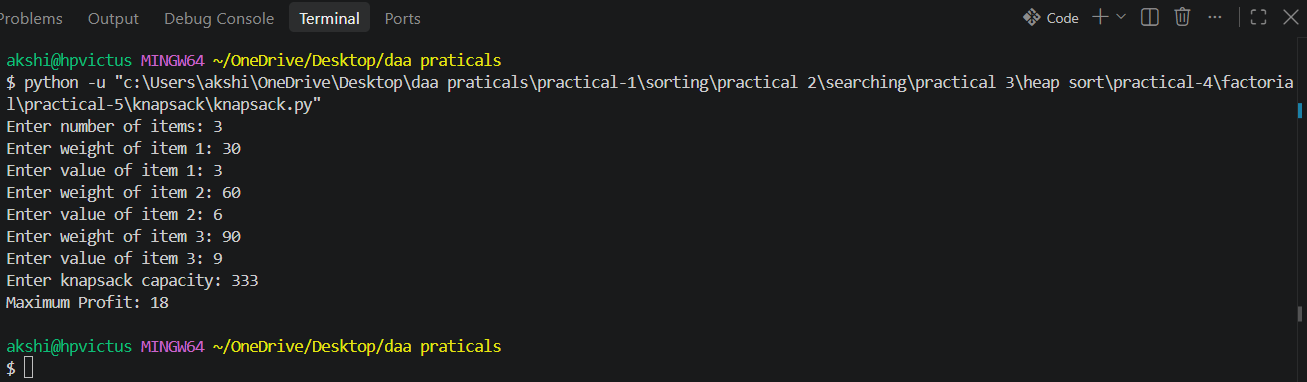 Problems Output Debug Console Terminal Ports Code
akshi@hpvictus MINGW64 ~/OneDrive/Desktop/daa praticals
$ python -u "c:\Users\akshi\OneDrive\Desktop\daa praticals\practical-1\sorting\practical 2\searching\practical 3\heap sort\practical-4\factoria
l\practical-5\knapsack\knapsack.py"
Enter number of items: 3
Enter weight of item 1: 30
Enter value of item 1: 3
Enter weight of item 2: 60
Enter value of item 2: 6
Enter weight of item 3: 90
Enter value of item 3: 9
Enter knapsack capacity: 333
Maximum Profit: 18
akshi@hpvictus MINGW64 ~/OneDrive/Desktop/daa praticals
$